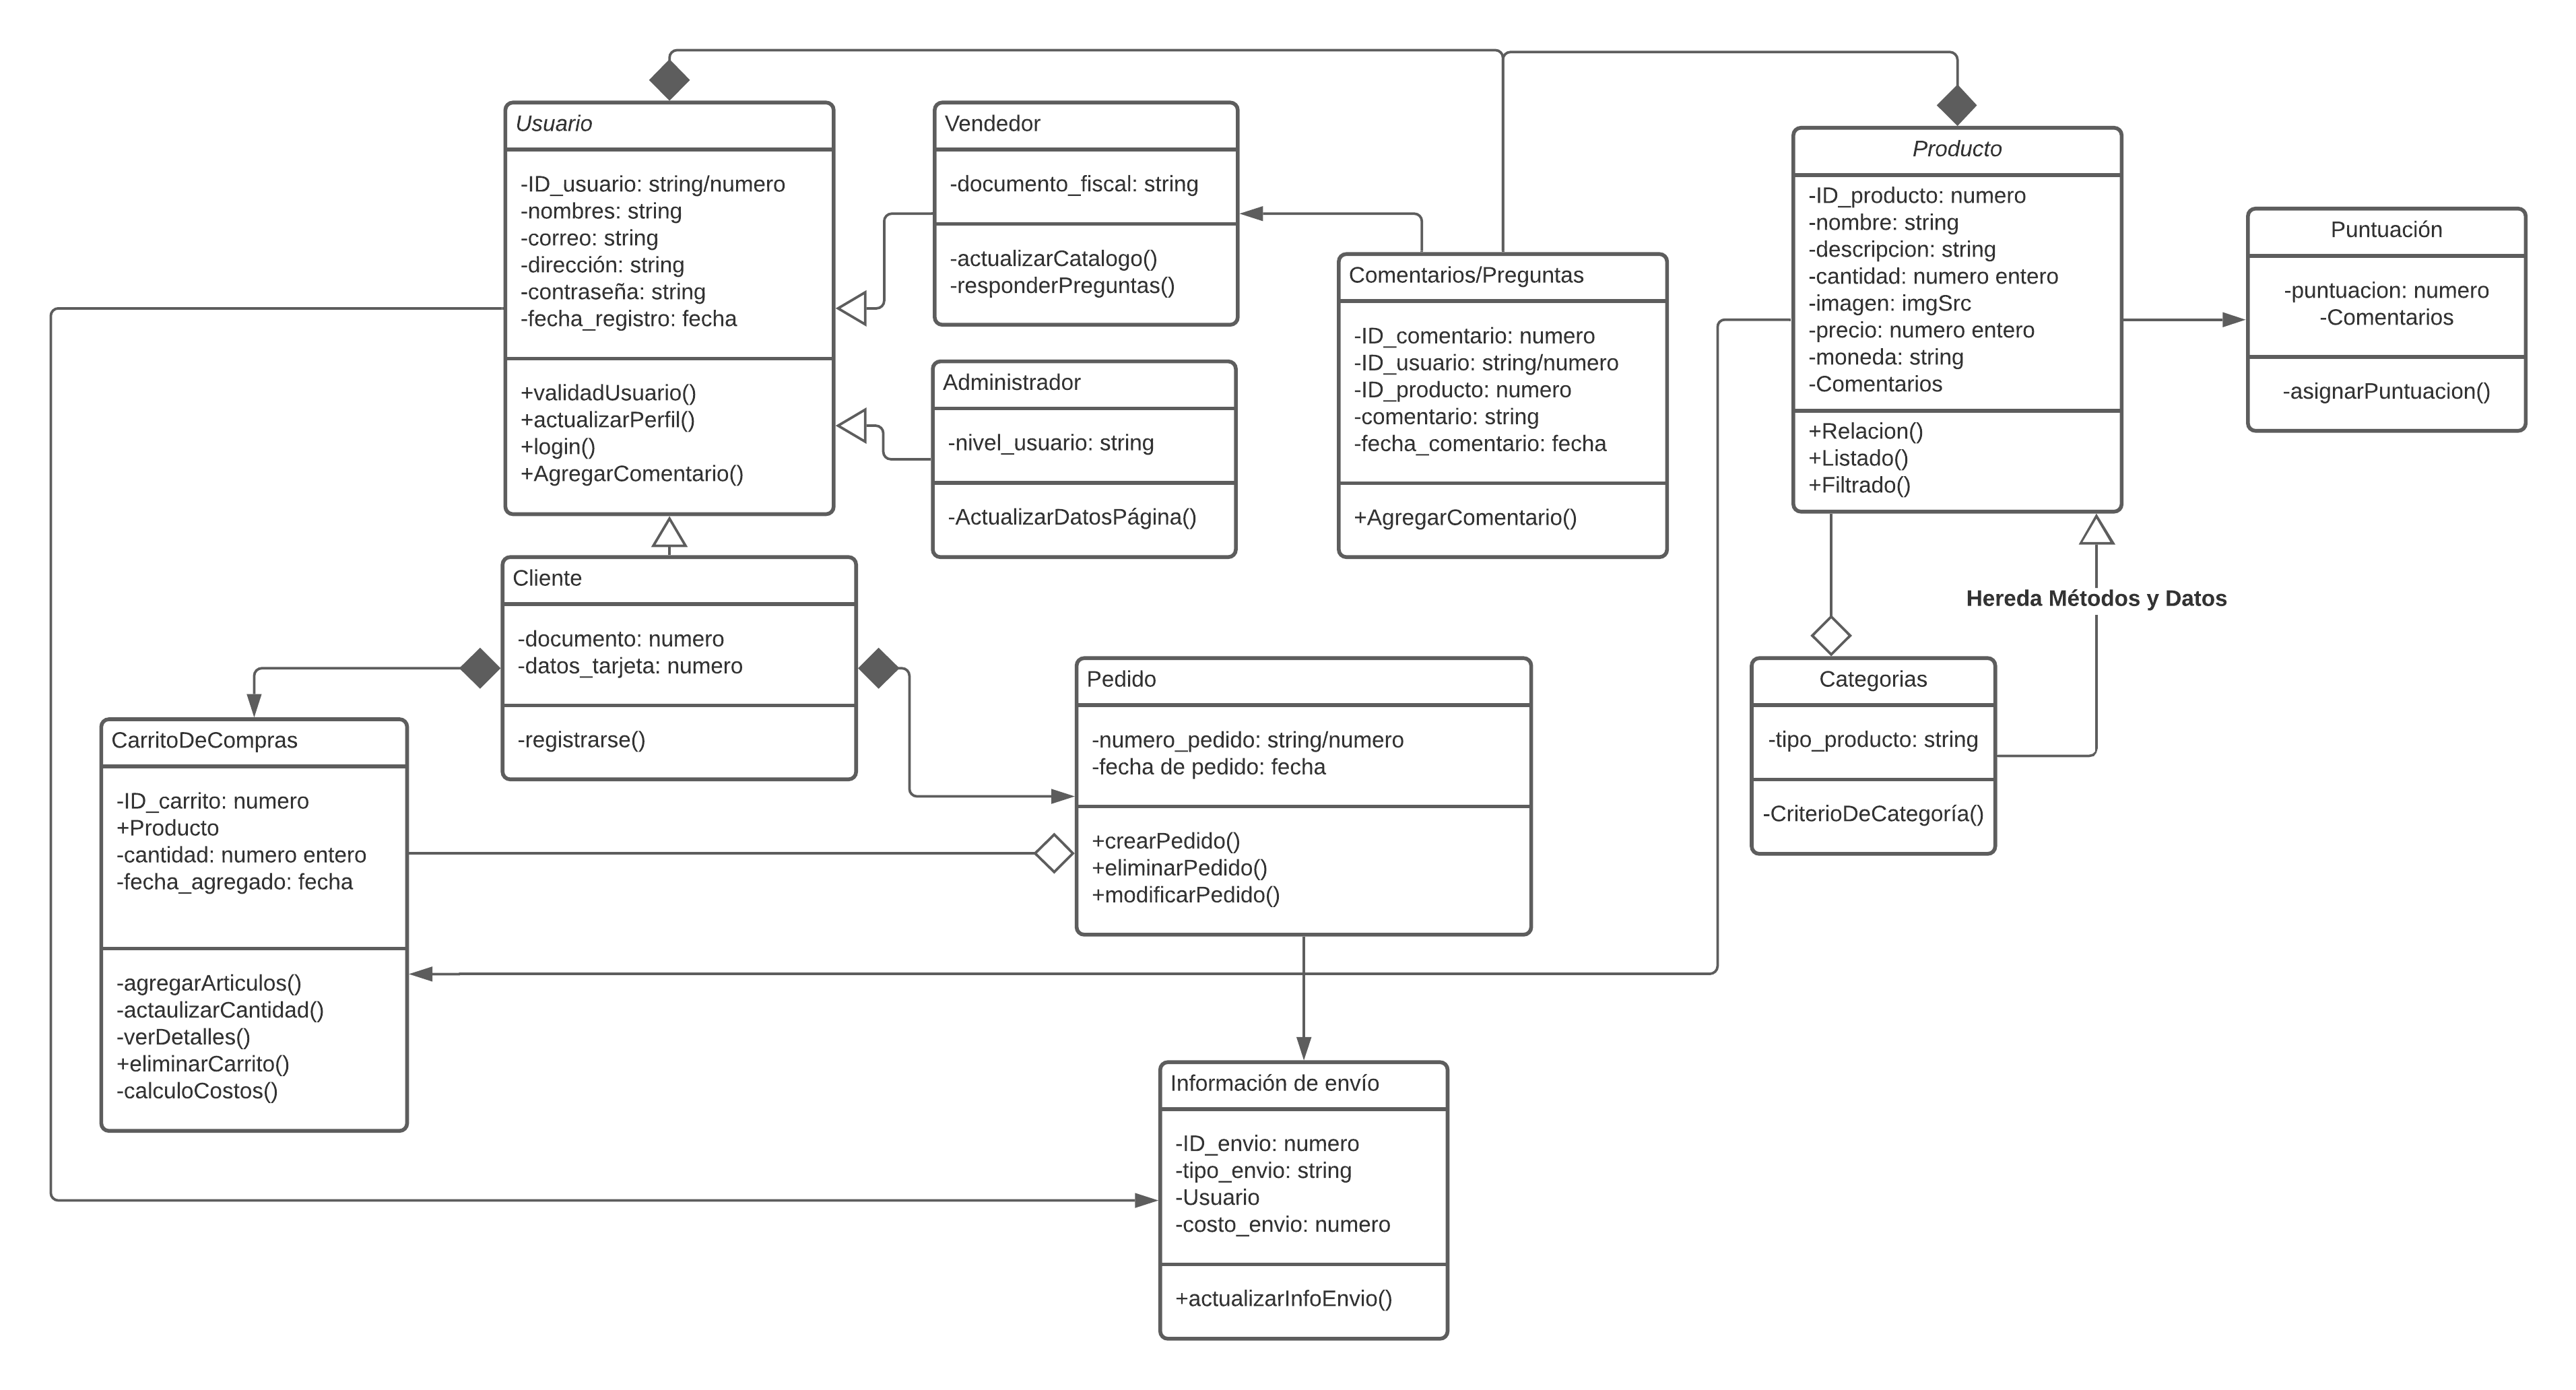 Usuario
-ID_usuario: string/numero
-nombres: string
-correo: string
-dirección: string
-contraseña: string
-fecha_registro: fecha
+validadUsuario()
+actualizarPerfil()
+login()
+AgregarComentario()
Vendedor
-documento_fiscal: string
-actualizarCatalogo()
-responderPreguntas()
Administrador
-nivel_usuario: string
-ActualizarDatosPágina()
Comentarios/Preguntas
-ID_comentario: numero
-ID_usuario: string/numero
-ID_producto: numero
-comentario: string
-fecha_comentario: fecha
+AgregarComentario()
Producto
-ID_producto: numero
-nombre: string
-descripcion: string
-cantidad: numero entero
-imagen: imgSrc
-precio: numero entero
-moneda: string
-Comentarios
+Relacion()
+Listado()
+Filtrado()
Puntuación
-puntuacion: numero
-Comentarios
-asignarPuntuacion()
Hereda Métodos y Datos
Cliente
-documento: numero
-datos_tarjeta: numero
-registrarse()
Pedido
-numero_pedido: string/numero
-fecha de pedido: fecha
+crearPedido()
+eliminarPedido()
+modificarPedido()
Categorias
-tipo_producto: string
-CriterioDeCategoría()
CarritoDeCompras
-ID_carrito: numero
+Producto
-cantidad: numero entero
-fecha_agregado: fecha
-agregarArticulos()
-actaulizarCantidad()
-verDetalles()
+eliminarCarrito()
-calculoCostos()
Información de envío
-ID_envio: numero
-tipo_envio: string
-Usuario
-costo_envio: numero
+actualizarInfoEnvio()